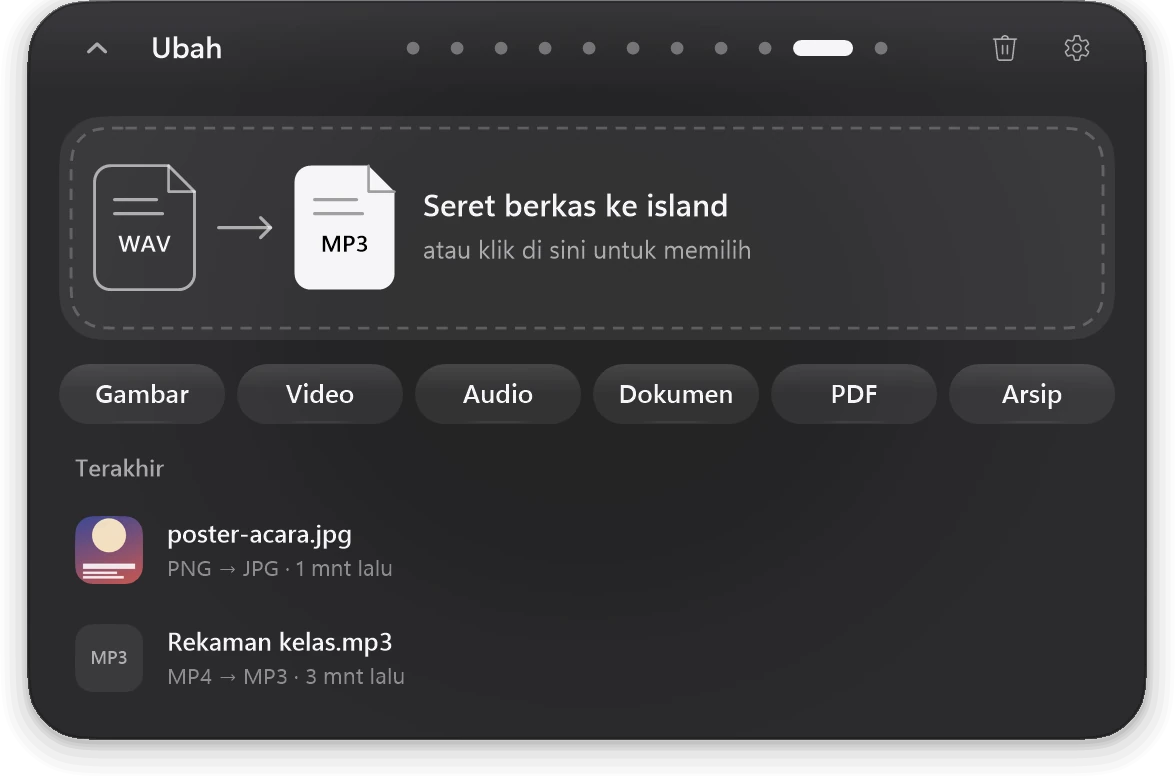 Ubah
WAV
MP3
Seret berkas ke island
atau klik di sini untuk memilih
Gambar
Video
Audio
Dokumen
PDF
Arsip
Terakhir
poster-acara.jpg
PNG → JPG · 1 mnt lalu
MP3
Rekaman kelas.mp3
MP4 → MP3 · 3 mnt lalu